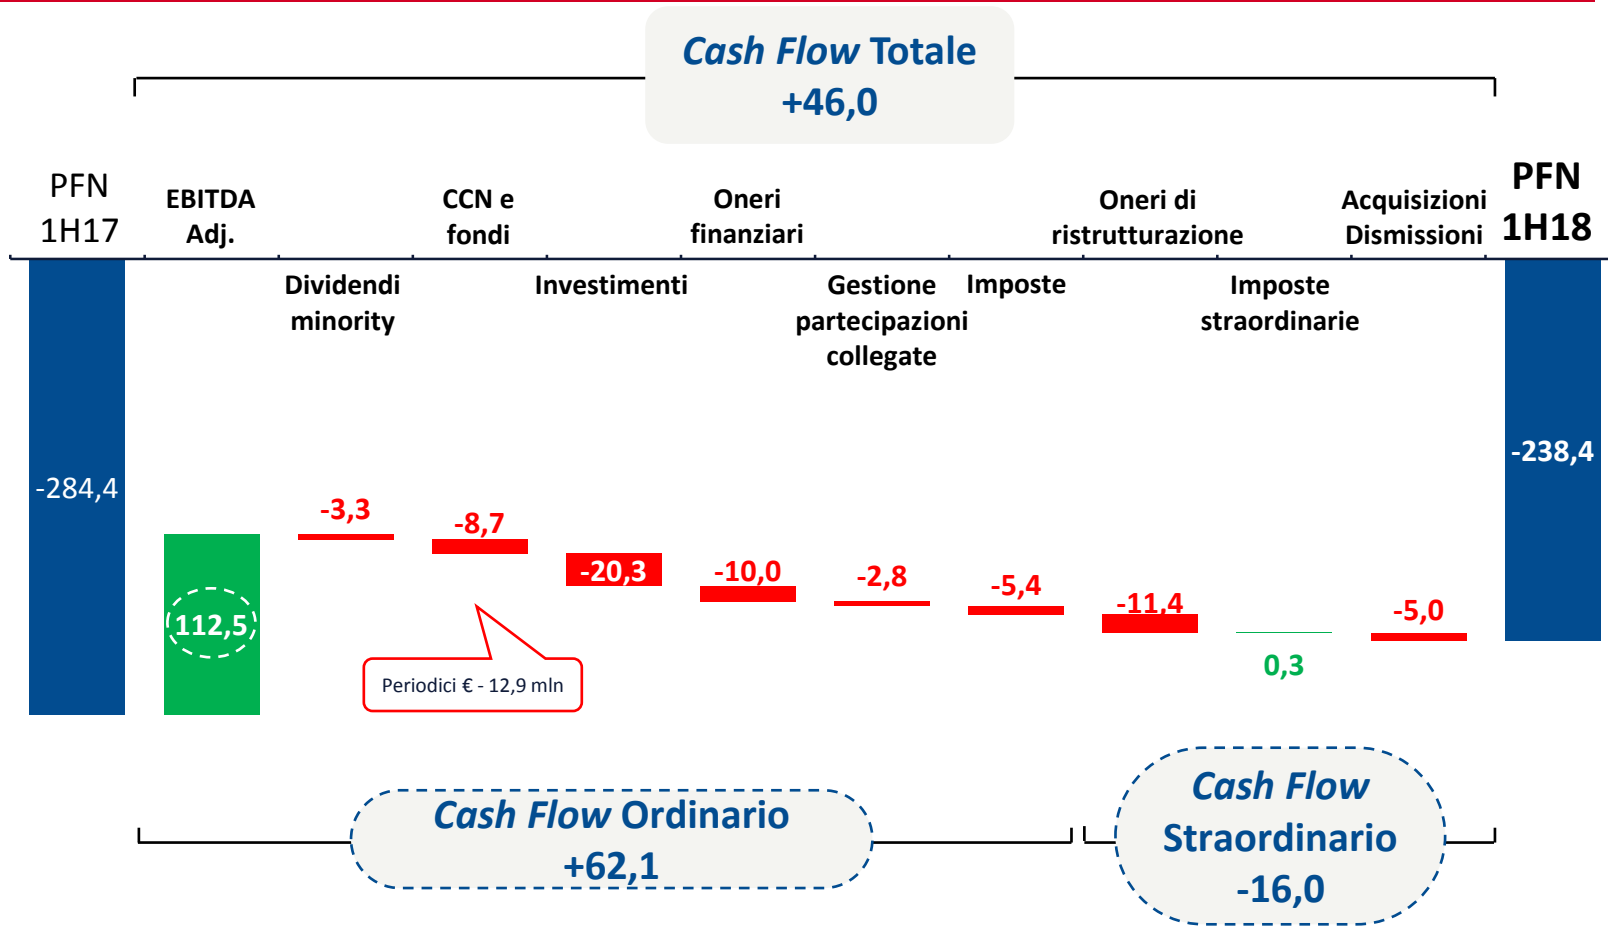 Cash Flow Totale
+46,0
PFN
1H17
EBITDA
Adj.
CCN e
fondi
Oneri
finanziari
Oneri di
ristrutturazione
Acquisizioni
Dismissioni
PFN
1H18
Dividendi
minority
Investimenti
Gestione
partecipazioni
collegate
Imposte
Imposte
straordinarie
-284,4
112,5
-3,3
-8,7
-20,3
-10,0
-2,8
-5,4
-11,4
0,3
-5,0
-238,4
Periodici € - 12,9 mln
Cash Flow Ordinario
+62,1
Cash Flow
Straordinario
-16,0